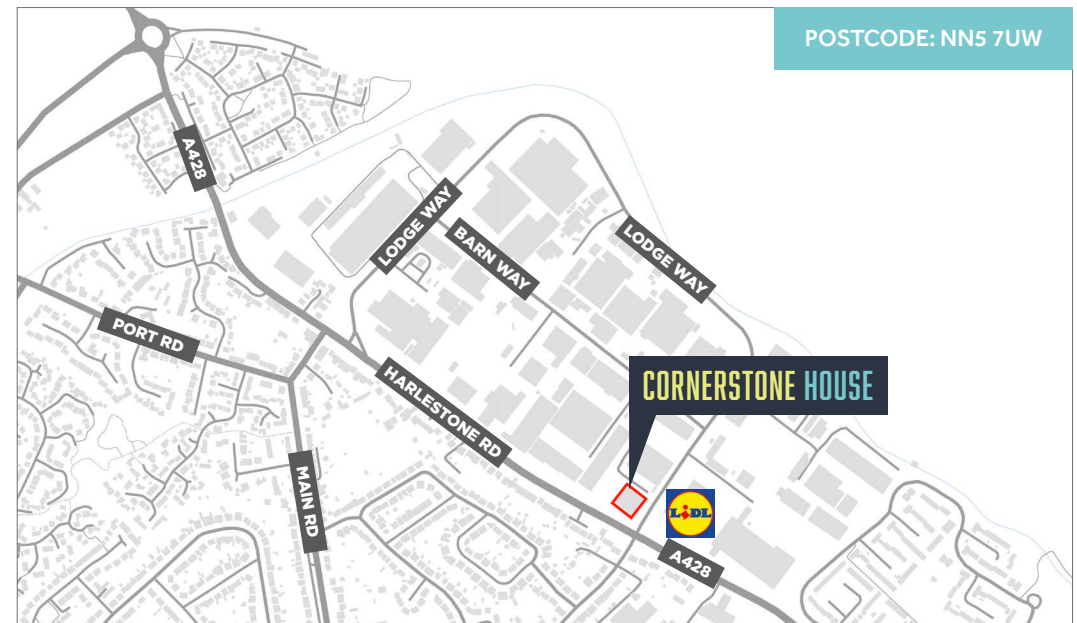 POSTCODE: NN5 7UW
A428
LODGE WAY
BARN WAY
LODGE WAY
PORT RD
HARLESTONE RD
CORNERSTONE HOUSE
MAIN RD
LIDL
A428